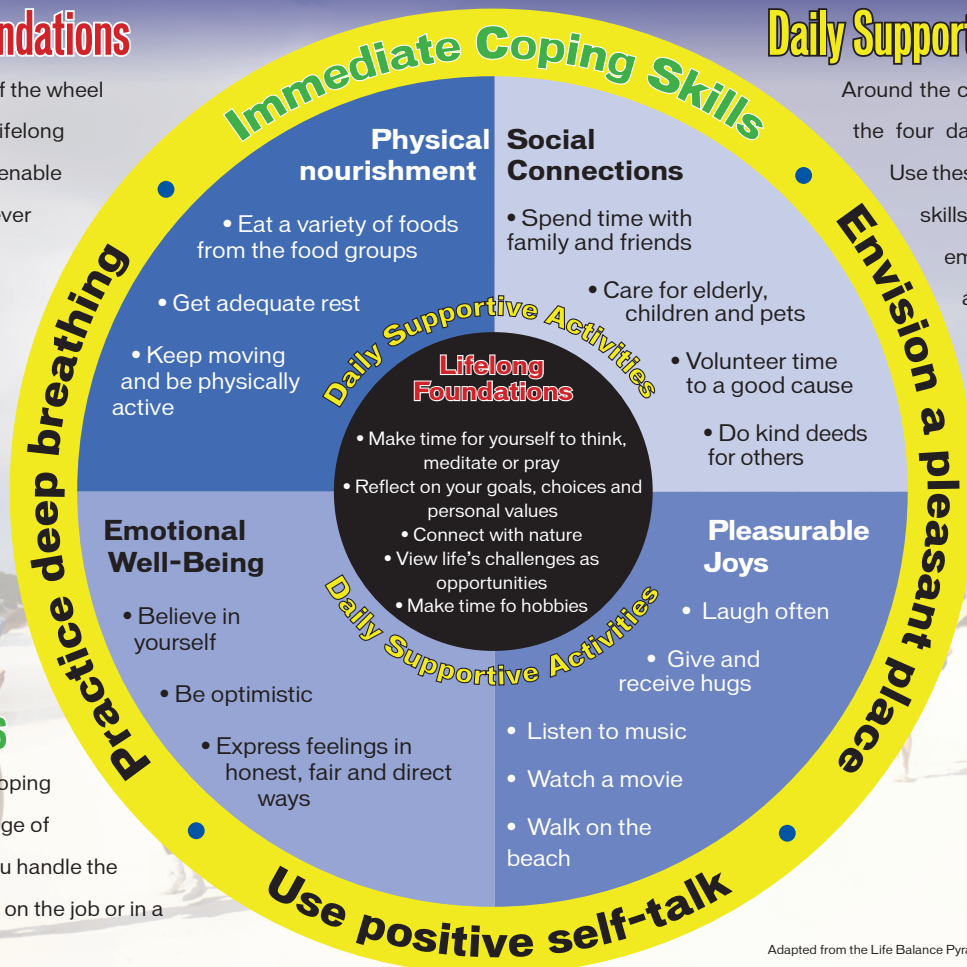 ndations
f the wheel
ifelong
enable
ver
Daily Support
Around the c
the four da
Use thes
skills
em
a
Immediate Coping Skills
Envision a pleasant place
Use positive self-talk
Practice deep breathing
Physical
nourishment
• Eat a variety of foods
from the food groups
• Get adequate rest
• Keep moving
and be physically
active
Social
Connections
• Spend time with
family and friends
• Care for elderly,
children and pets
• Volunteer time
to a good cause
• Do kind deeds
for others
Daily Supportive Activities
Lifelong
Foundations
• Make time for yourself to think,
meditate or pray
• Reflect on your goals, choices and
personal values
• Connect with nature
• View life's challenges as
opportunities
• Make time fo hobbies
Daily Supportive Activities
Emotional
Well-Being
• Believe in
yourself
• Be optimistic
• Express feelings in
honest, fair and direct
ways
Pleasurable
Joys
• Laugh often
• Give and
receive hugs
• Listen to music
• Watch a movie
• Walk on the
beach
s
oping
ge of
u handle the
on the job or in a
Adapted from the Life Balance Pyra